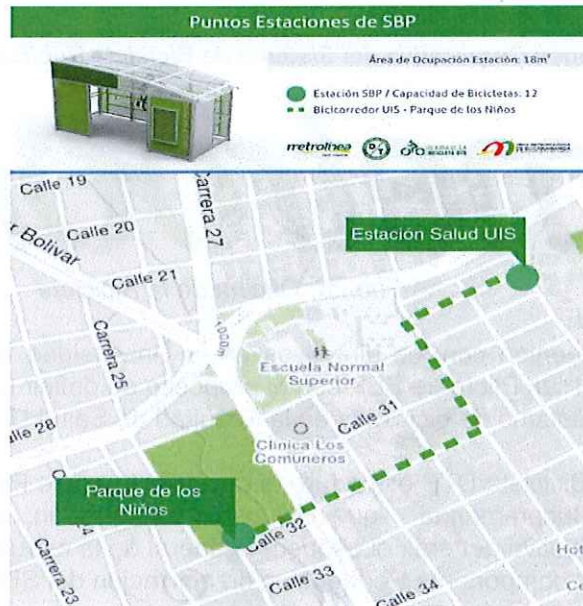 Puntos Estaciones de SBP
Área de Ocupación Estación: 18m²
Estación SBP / Capacidad de Bicicletas: 12
Bicicorredor UIS - Parque de los Niños
metrolinea
Calle 19
Carrera 27
Calle 20
Bolivar
Estación Salud UIS
Calle 21
Carrera 25
Escuela Normal
Superior
Calle 31
Calle 28
Clinica Los
Comuneros
Parque de los
Niños
Calle 32
Calle 33
Calle 34
Carrera 23